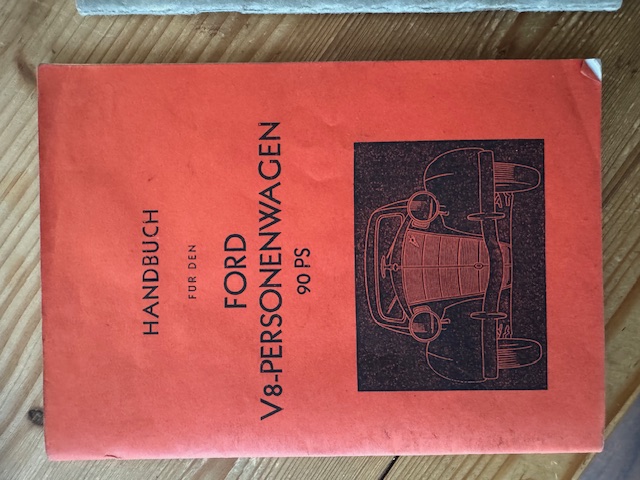 HANDBUCH
FÜR DEN
FORD
V8-PERSONENWAGEN
90 PS